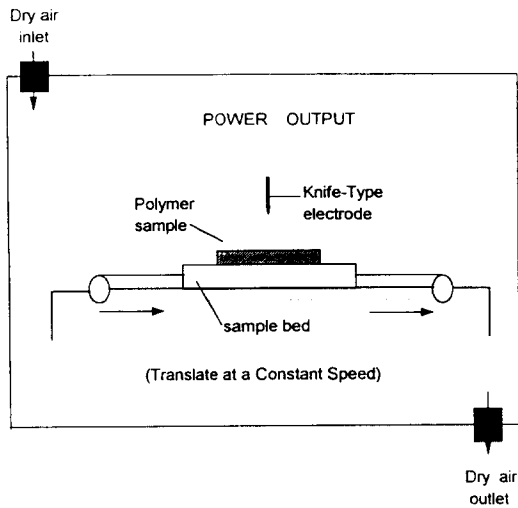 Dry air
inlet
POWER OUTPUT
Knife-Type
electrode
Polymer
sample
sample bed
(Translate at a Constant Speed)
Dry air
outlet